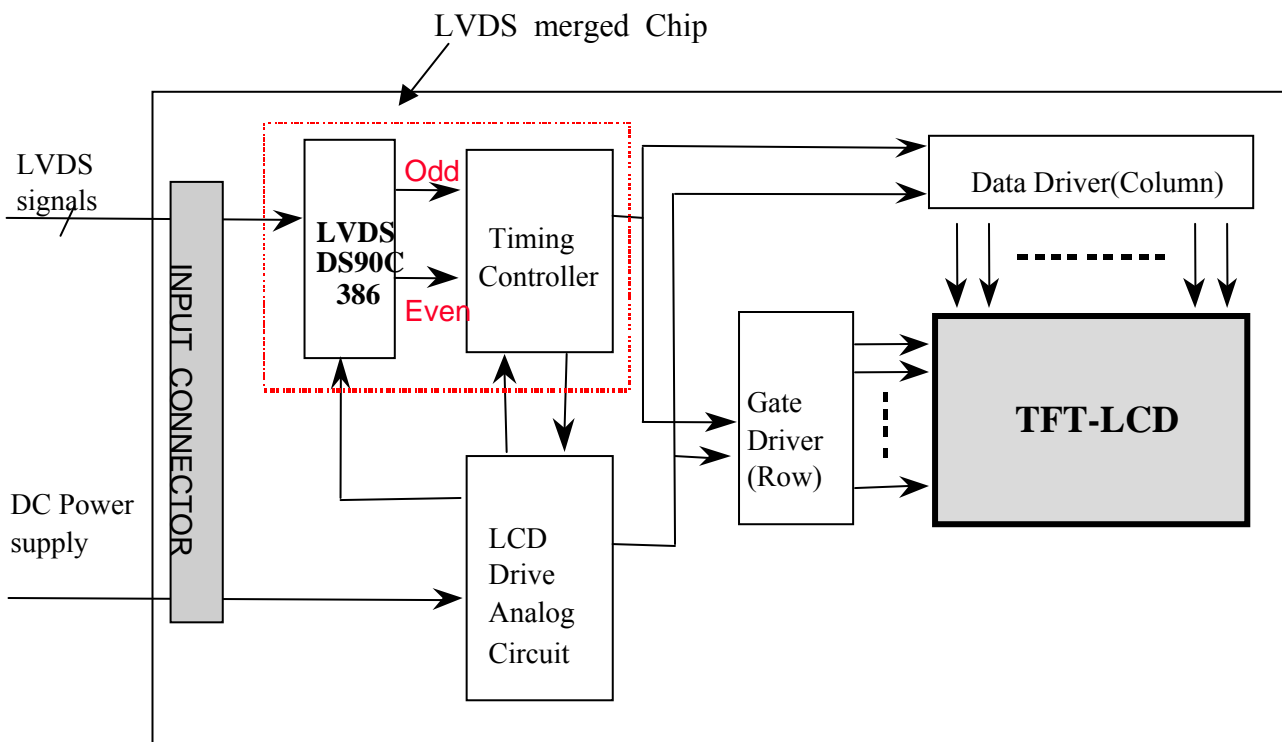 LVDS merged Chip
LVDS
signals
INPUT CONNECTOR
LVDS
DS90C
386
Odd
Even
Timing
Controller
Data Driver(Column)
Gate
Driver
(Row)
TFT-LCD
DC Power
supply
LCD
Drive
Analog
Circuit